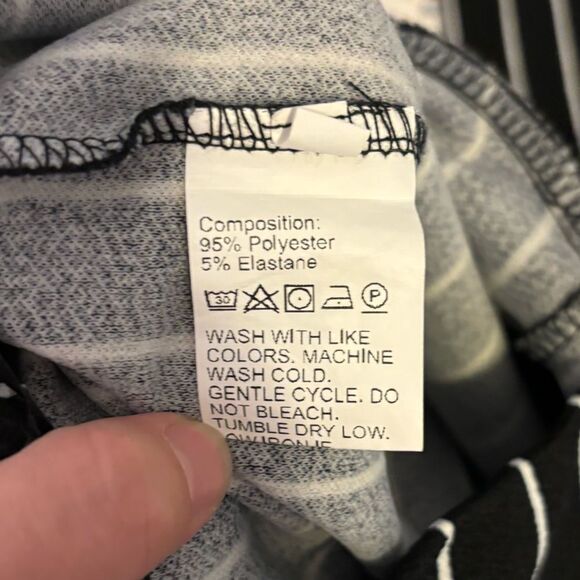 Composition:
95% Polyester
5% Elastane
30 P
WASH WITH LIKE
COLORS. MACHINE
WASH COLD.
GENTLE CYCLE. DO
NOT BLEACH.
TUMBLE DRY LOW.